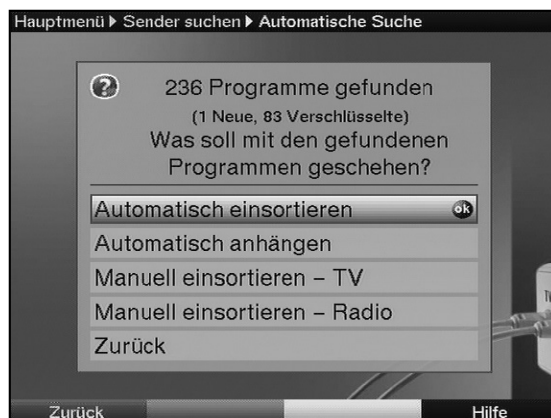 Hauptmenü ▶ Sender suchen ▶ Automatische Suche
236 Programme gefunden
(1 Neue, 83 Verschlüsselte)
Was soll mit den gefundenen
Programmen geschehen?
Automatisch einsortieren ok
Automatisch anhängen
Manuell einsortieren – TV
Manuell einsortieren – Radio
Zurück
Zurück Hilfe